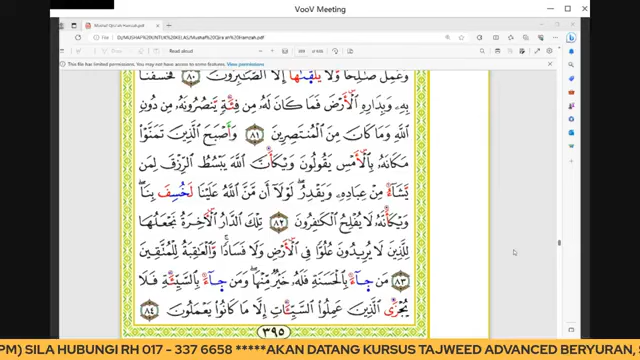 VooV Meeting
Mushaf Qiraat Hamzah.pdf
Read aloud
This file has limited permissions. You may not have access to some features. View permissions
وَعَمِلَ صَـٰلِحًا وَلَا يُلَقَّىٰهَا إِلَّا ٱلصَّـٰبِرُونَ ٨٠ فَخَسَفْنَا
بِهِۦ وَبِدَارِهِ ٱلْأَرْضَ فَمَا كَانَ لَهُۥ مِن فِئَةٍ يَنصُرُونَهُۥ مِن دُونِ
ٱللَّهِ وَمَا كَانَ مِنَ ٱلْمُنتَصِرِينَ ٨١ وَأَصْبَحَ ٱلَّذِينَ تَمَنَّوْا۟
مَكَانَهُۥ بِٱلْأَمْسِ يَقُولُونَ وَيْكَأَنَّ ٱللَّهَ يَبْسُطُ ٱلرِّزْقَ لِمَن
يَشَآءُ مِنْ عِبَادِهِۦ وَيَقْدِرُ لَوْلَآ أَن مَّنَّ ٱللَّهُ عَلَيْنَا لَخُسِفَ بِنَا
وَيْكَأَنَّهُۥ لَا يُفْلِحُ ٱلْكَـٰفِرُونَ ٨٢ تِلْكَ ٱلدَّارُ ٱلْأَخِرَةُ نَجْعَلُهَا
لِلَّذِينَ لَا يُرِيدُونَ عُلُوًّا فِى ٱلْأَرْضِ وَلَا فَسَادًا وَٱلْعَـٰقِبَةُ لِلْمُتَّقِينَ
٨٣ مَن جَآءَ بِٱلْحَسَنَةِ فَلَهُۥ خَيْرٌ مِّنْهَا وَمَن جَآءَ بِٱلسَّيِّئَةِ فَلَا
يُجْزَى ٱلَّذِينَ عَمِلُوا۟ ٱلسَّيِّـَٔاتِ إِلَّا مَا كَانُوا۟ يَعْمَلُونَ ٨٤
٣٩٥
PM) SILA HUBUNGI RH 017 - 337 6658 *****AKAN DATANG KURSUS TAJWEED ADVANCED BERYURAN,